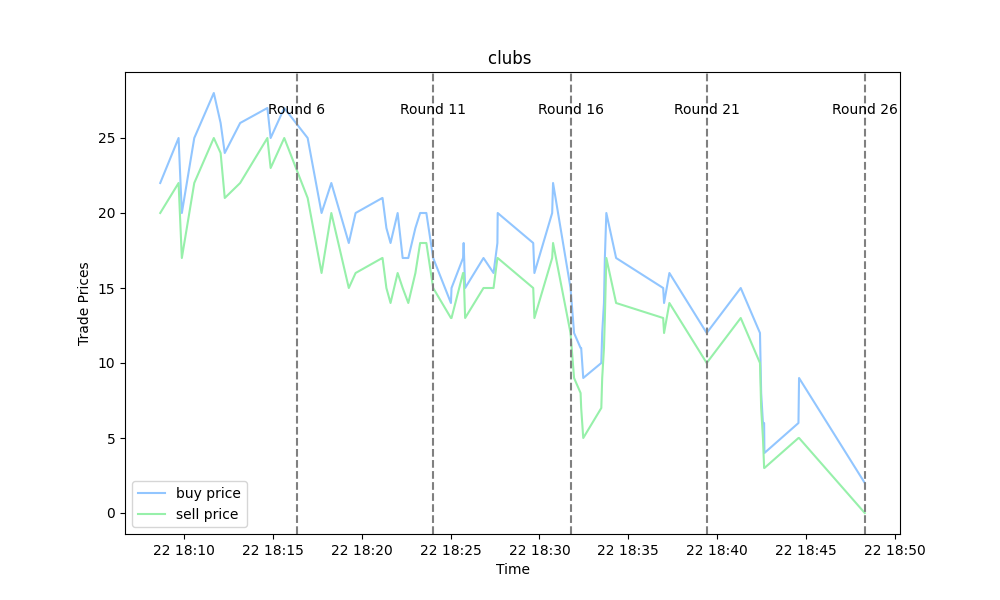 clubs
Round 6
Round 11
Round 16
Round 21
Round 26
Trade Prices
25
20
15
10
5
0
buy price
sell price
22 18:10
22 18:15
22 18:20
22 18:25
22 18:30
22 18:35
22 18:40
22 18:45
22 18:50
Time